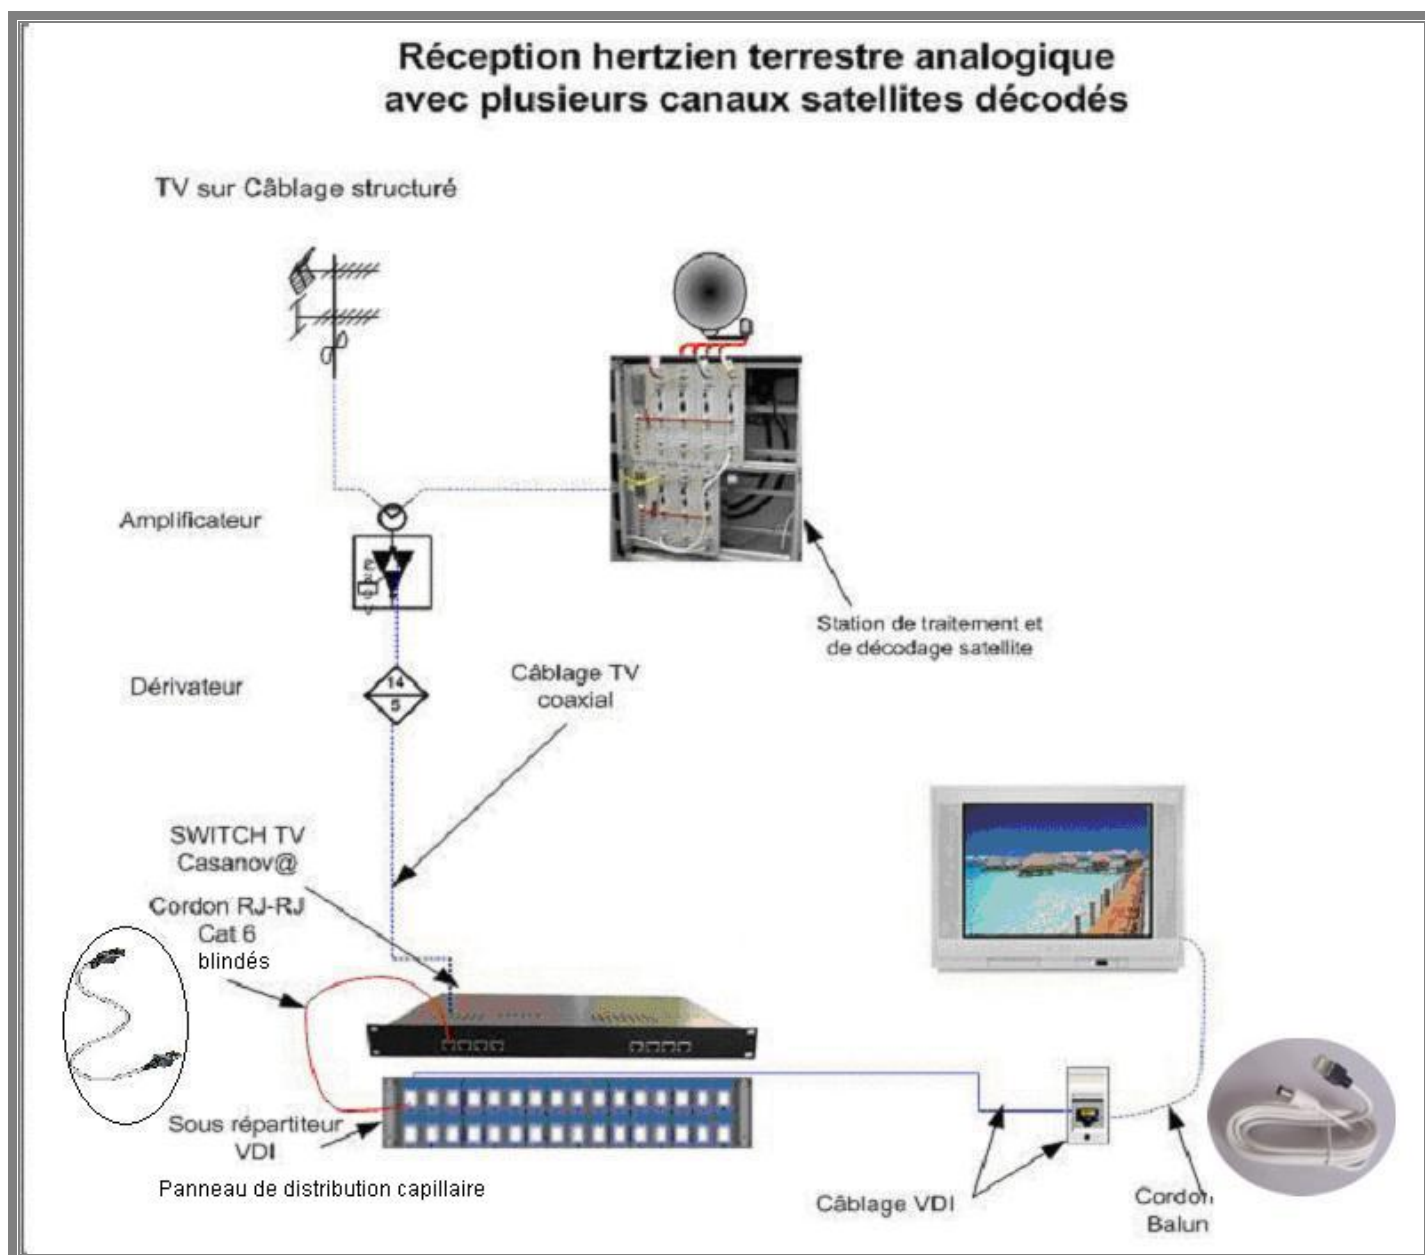 Réception hertzien terrestre analogique
avec plusieurs canaux satellites décodés
TV sur Câblage structuré
Amplificateur
Station de traitement et
de décodage satellite
Dérivateur
14
5
Câblage TV
coaxial
SWITCH TV
Casanov@
Cordon RJ-RJ
Cat 6
blindés
Sous répartiteur
VDI
Panneau de distribution capillaire
Câblage VDI
Cordon
Balun